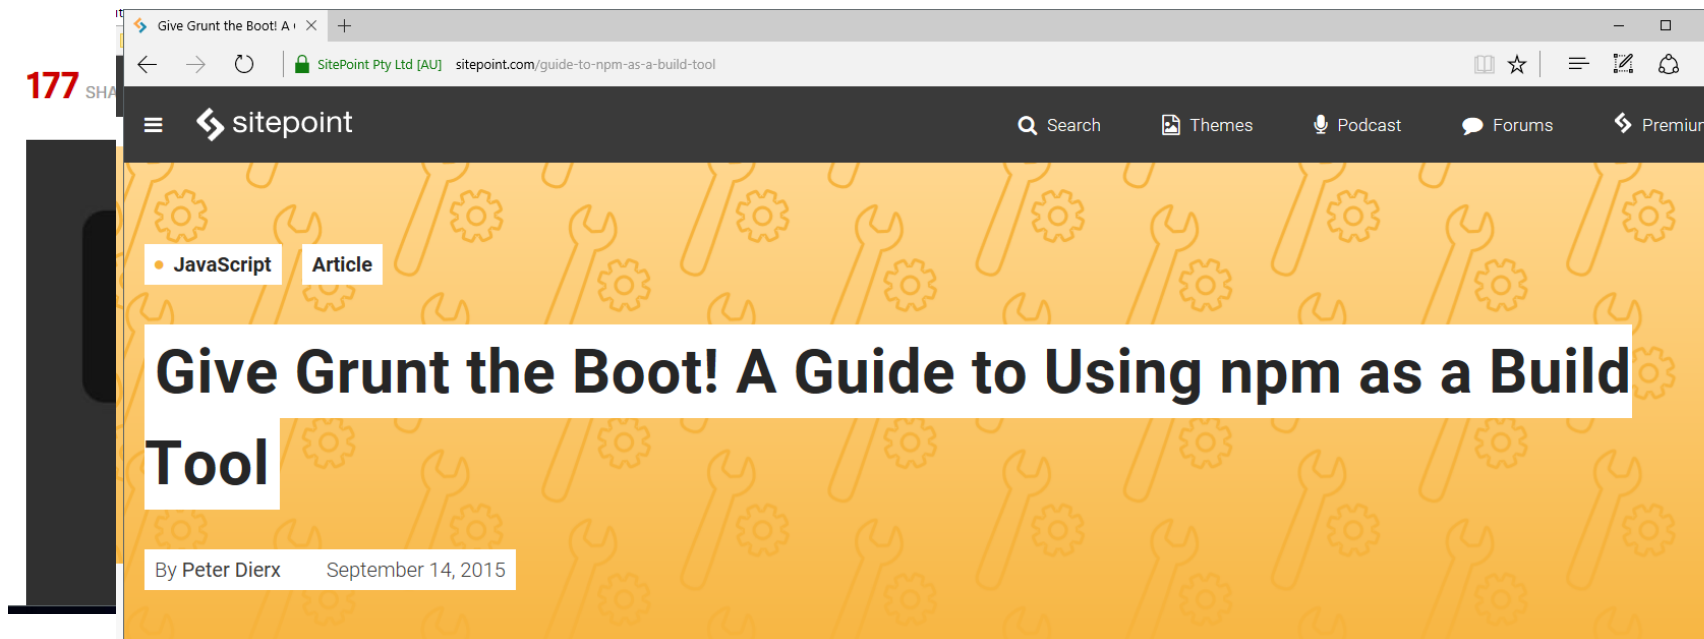 Give Grunt the Boot! A
SitePoint Pty Ltd [AU] sitepoint.com/guide-to-npm-as-a-build-tool
177
sitepoint
Search Themes Podcast Forums
JavaScript Article
Give Grunt the Boot! A Guide to Using npm as a Build
Tool
By Peter Dierx September 14, 2015